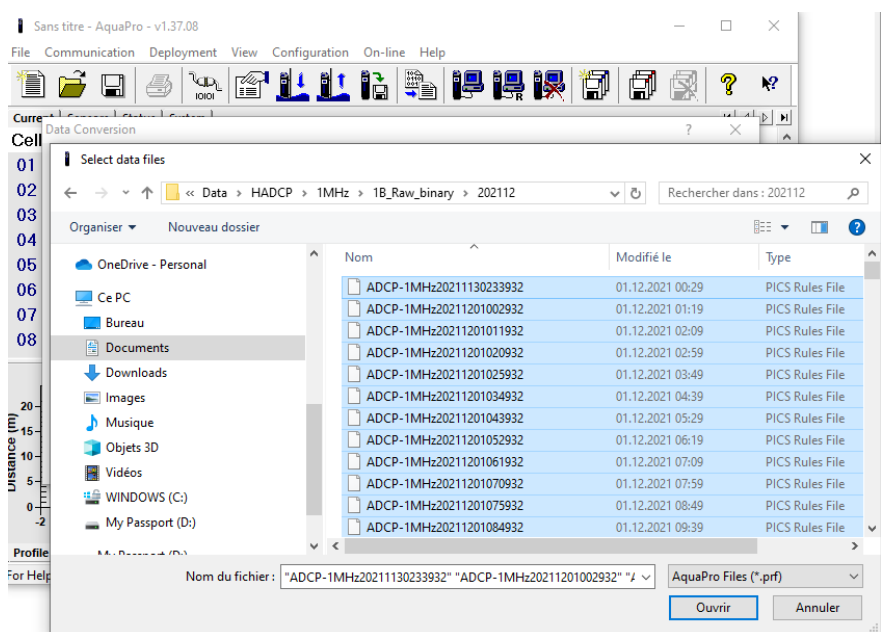 Sans titre - AquaPro - v1.37.08
File Communication Deployment View Configuration On-line Help
Data Conversion
Cell
Select data files
« Data > HADCP > 1MHz > 1B_Raw_binary > 202112
Rechercher dans : 202112
Organiser Nouveau dossier
Nom Modifié le Type
OneDrive - Personal
Ce PC
Bureau
Documents
Downloads
Images
Musique
Objets 3D
Vidéos
WINDOWS (C:)
My Passport (D:)
ADCP-1MHz20211130233932 01.12.2021 00:29 PICS Rules File
ADCP-1MHz20211201002932 01.12.2021 01:19 PICS Rules File
ADCP-1MHz20211201011932 01.12.2021 02:09 PICS Rules File
ADCP-1MHz20211201020932 01.12.2021 02:59 PICS Rules File
ADCP-1MHz20211201025932 01.12.2021 03:49 PICS Rules File
ADCP-1MHz20211201034932 01.12.2021 04:39 PICS Rules File
ADCP-1MHz20211201043932 01.12.2021 05:29 PICS Rules File
ADCP-1MHz20211201052932 01.12.2021 06:19 PICS Rules File
ADCP-1MHz20211201061932 01.12.2021 07:09 PICS Rules File
ADCP-1MHz20211201070932 01.12.2021 07:59 PICS Rules File
ADCP-1MHz20211201075932 01.12.2021 08:49 PICS Rules File
ADCP-1MHz20211201084932 01.12.2021 09:39 PICS Rules File
01
02
03
04
05
06
07
08
Distance (m)
20
15
10
5
0
-2
Profile
For Help
Nom du fichier : "ADCP-1MHz20211130233932" "ADCP-1MHz20211201002932" "A
AquaPro Files (*.prf)
Ouvrir Annuler